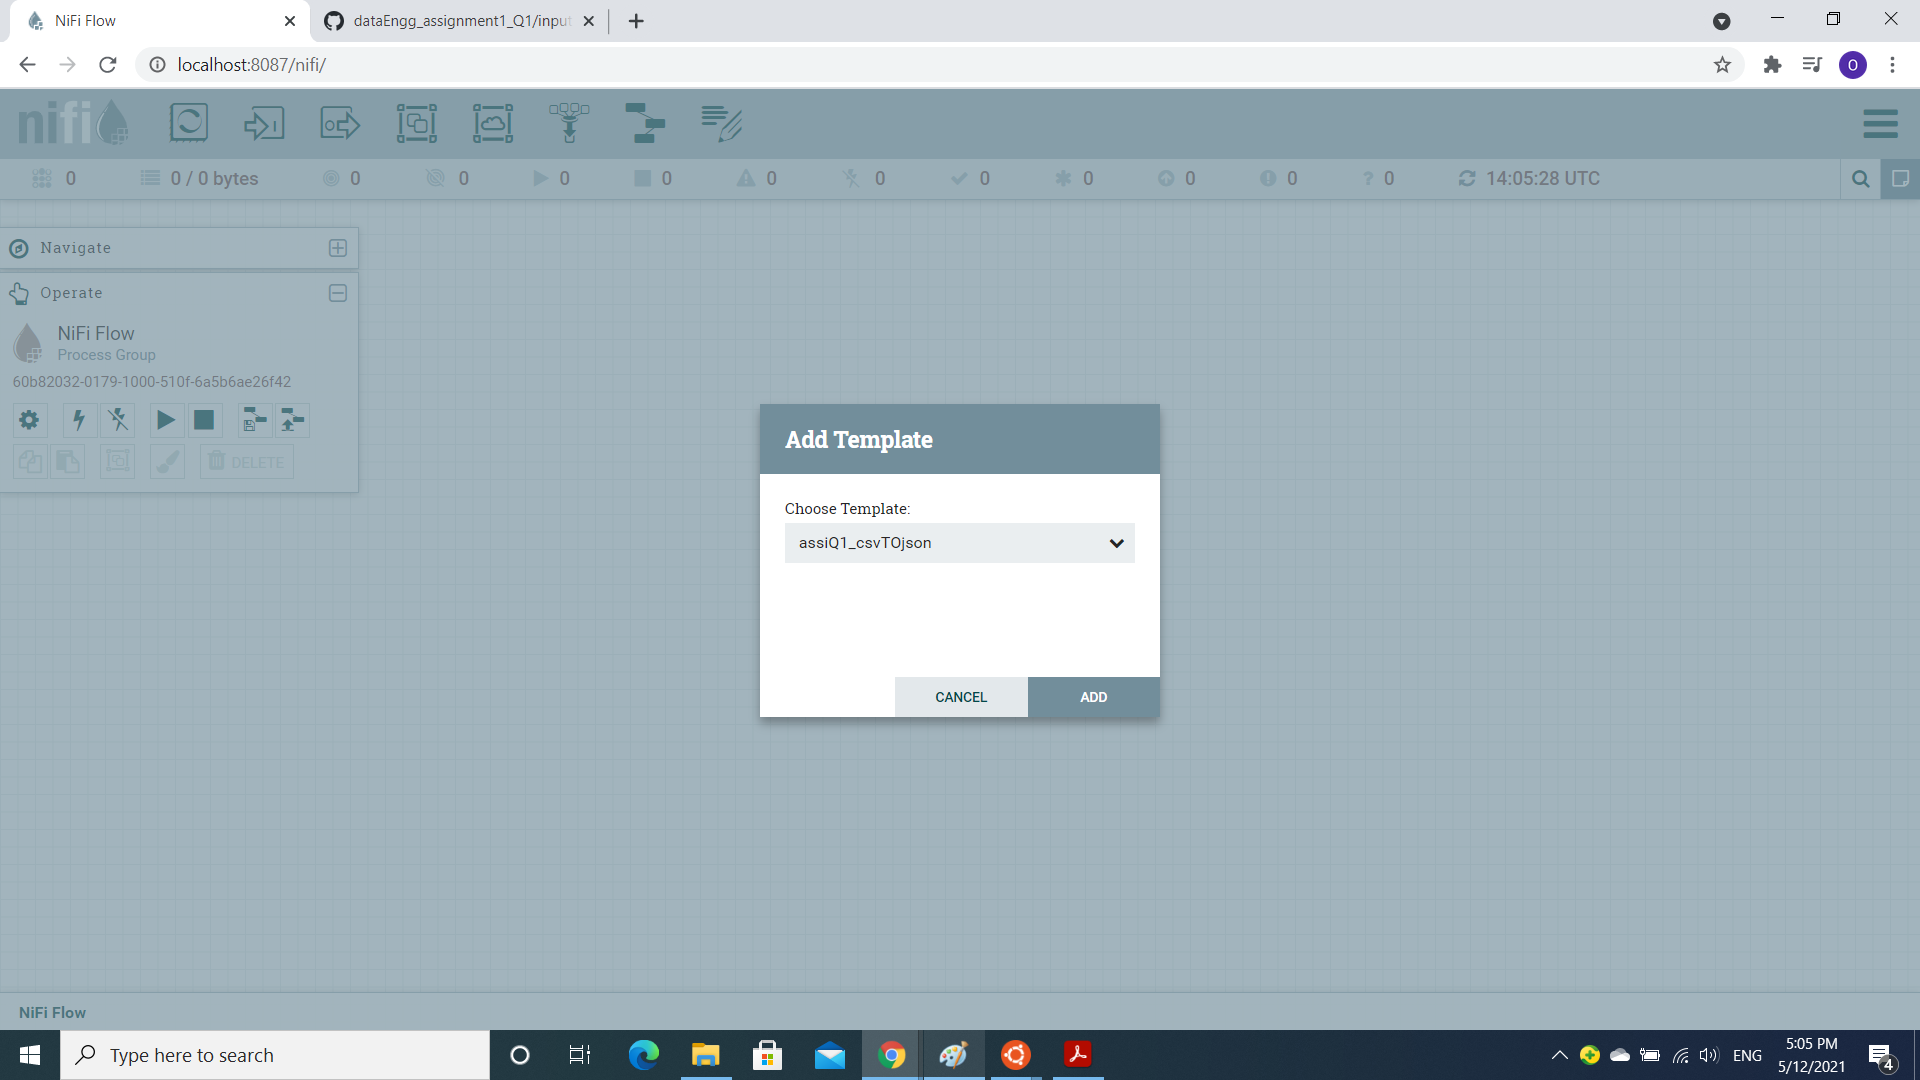 NiFi Flow
dataEngg_assignment1_Q1/input
localhost:8087/nifi/
O
nifi
0
0 / 0 bytes
0
0
0
0
0
0
0
0
0
0
? 0
14:05:28 UTC
Navigate
Operate
NiFi Flow
Process Group
60b82032-0179-1000-510f-6a5b6ae26f42
DELETE
Add Template
Choose Template:
assiQ1_csvTOjson
CANCEL
ADD
NiFi Flow
Type here to search
ENG
5:05 PM
5/12/2021
4